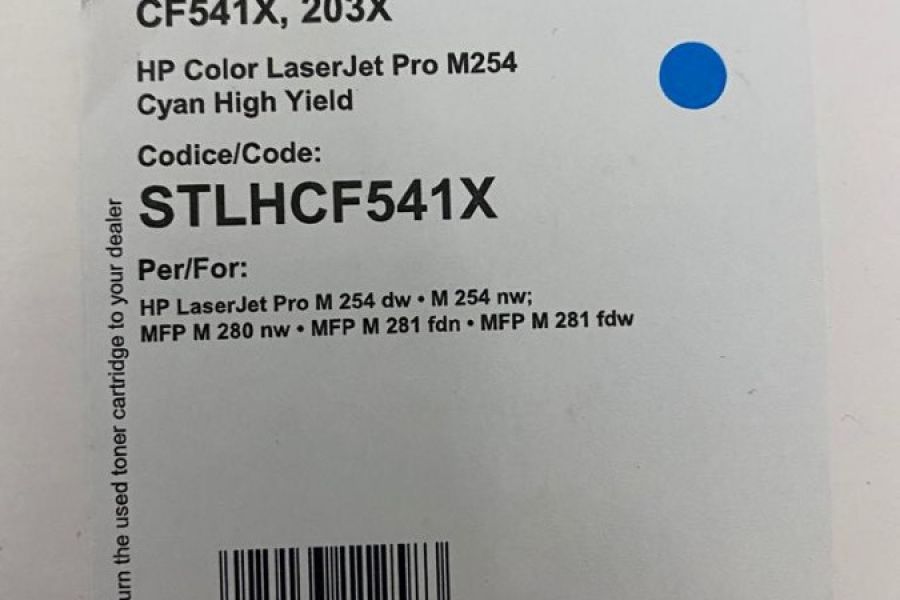 CF541X, 203X
HP Color LaserJet Pro M254
Cyan High Yield
Codice/Code:
STLHCF541X
Per/For:
HP LaserJet Pro M 254 dw • M 254 nw;
MFP M 280 nw • MFP M 281 fdn • MFP M 281 fdw
the used toner cartridge to your dealer